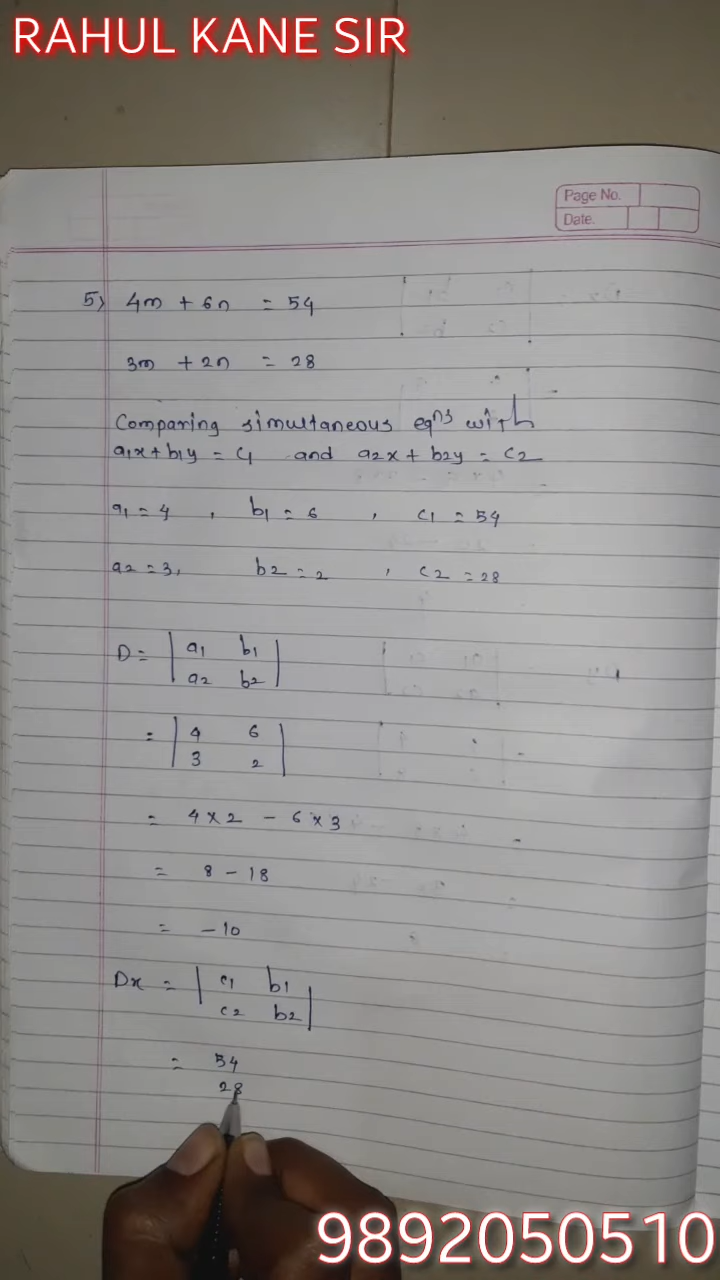 RAHUL KANE SIR
Page No.
Date.
5) 4m + 6n = 54
3m + 2n = 28
Comparing simultaneous eqns with
a1x + b1y = c1 and a2x + b2y = c2
a1 = 4 , b1 = 6 , c1 = 54
a2 = 3, b2 = 2 , c2 = 28
D = | a1 b1 |
| a2 b2 |
= | 4 6 |
| 3 2 |
= 4 × 2 - 6 × 3
= 8 - 18
= -10
Dx = | c1 b1 |
| c2 b2 |
= 54
28
9892050510